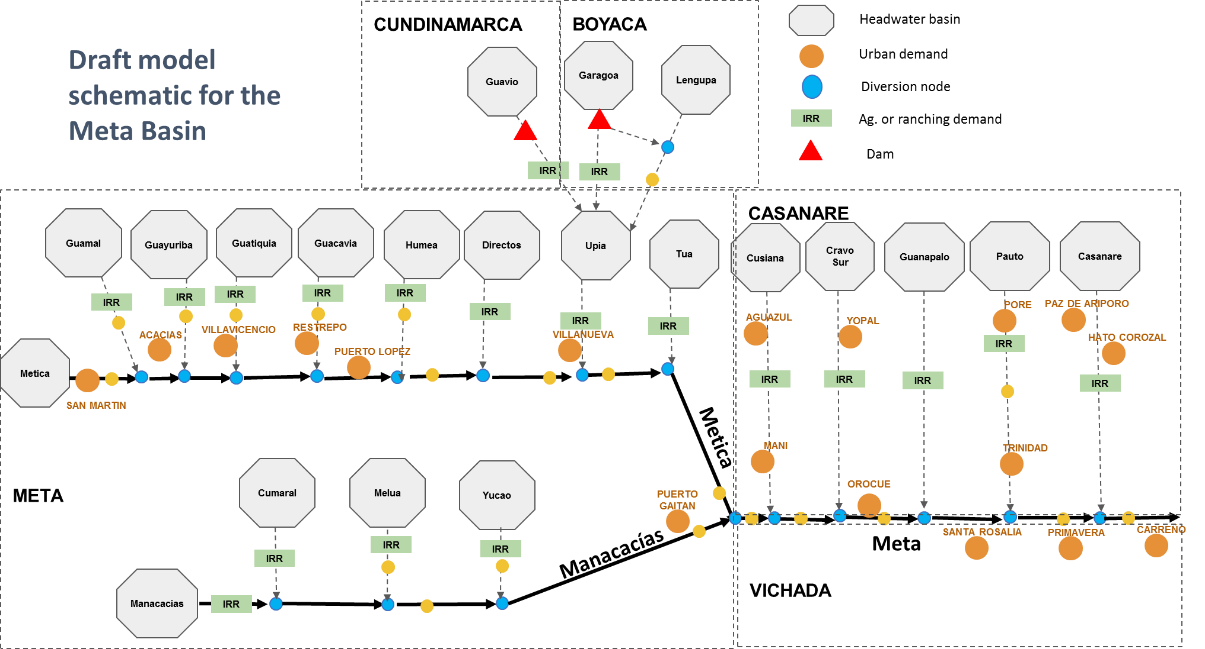 Draft model
schematic for the
Meta Basin
CUNDINAMARCA
BOYACA
Guavio
Garagoa
Lengupa
IRR
IRR
Headwater basin
Urban demand
Diversion node
IRR
Ag. or ranching demand
Dam
Guamal
Guayuriba
Guatiquia
Guacavia
Humea
Directos
Upia
Tua
IRR
IRR
IRR
IRR
IRR
IRR
IRR
IRR
ACACIAS
VILLAVICENCIO
RESTREPO
PUERTO LOPEZ
VILLANUEVA
Metica
SAN MARTIN
Metica
META
Cumaral
Melua
Yucao
IRR
IRR
IRR
Manacacias
IRR
Manacacías
PUERTO
GAITAN
CASANARE
Cusiana
Cravo
Sur
Guanapalo
Pauto
Casanare
AGUAZUL
YOPAL
PORE
PAZ DE ARIPORO
HATO COROZAL
IRR
IRR
IRR
IRR
IRR
MANI
TRINIDAD
OROCUE
Meta
SANTA ROSALIA
PRIMAVERA
CARREÑO
VICHADA